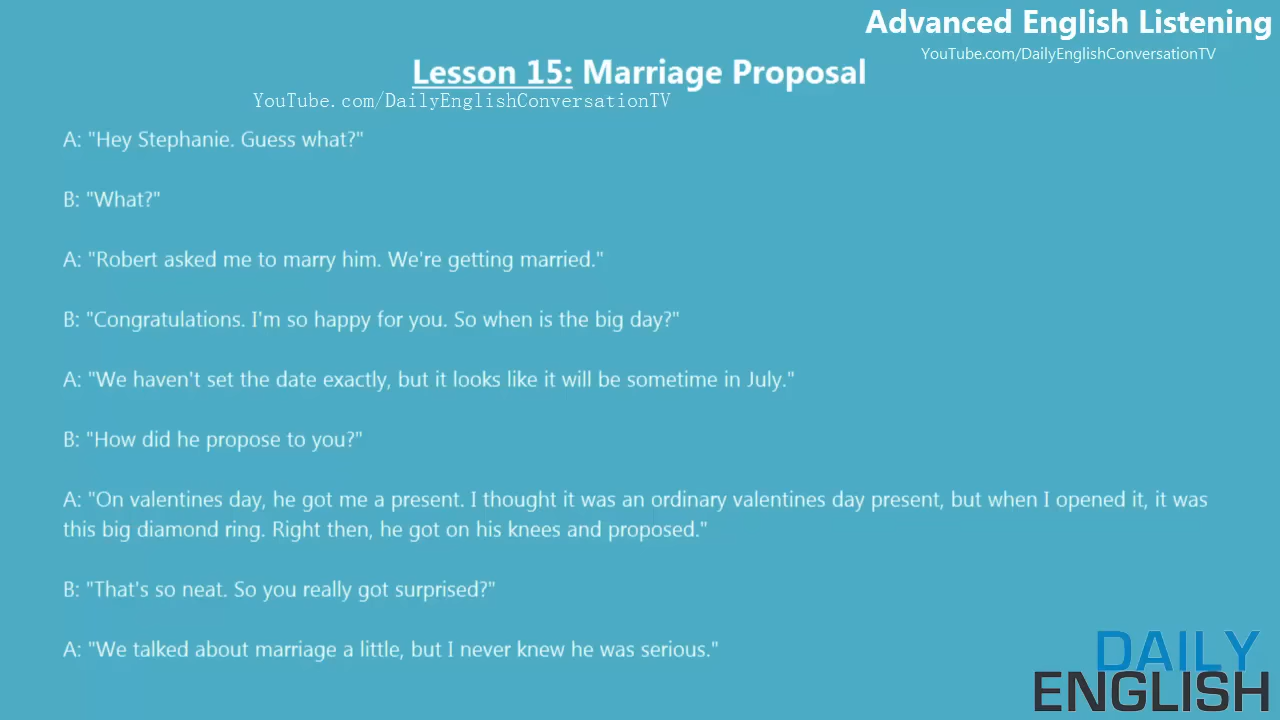 Advanced English Listening
YouTube.com/DailyEnglishConversationTV
Lesson 15: Marriage Proposal
YouTube.com/DailyEnglishConversationTV
A: "Hey Stephanie. Guess what?"
B: "What?"
A: "Robert asked me to marry him. We're getting married."
B: "Congratulations. I'm so happy for you. So when is the big day?"
A: "We haven't set the date exactly, but it looks like it will be sometime in July."
B: "How did he propose to you?"
A: "On valentines day, he got me a present. I thought it was an ordinary valentines day present, but when I opened it, it was
this big diamond ring. Right then, he got on his knees and proposed."
B: "That's so neat. So you really got surprised?"
A: "We talked about marriage a little, but I never knew he was serious."
DAILY
ENGLISH